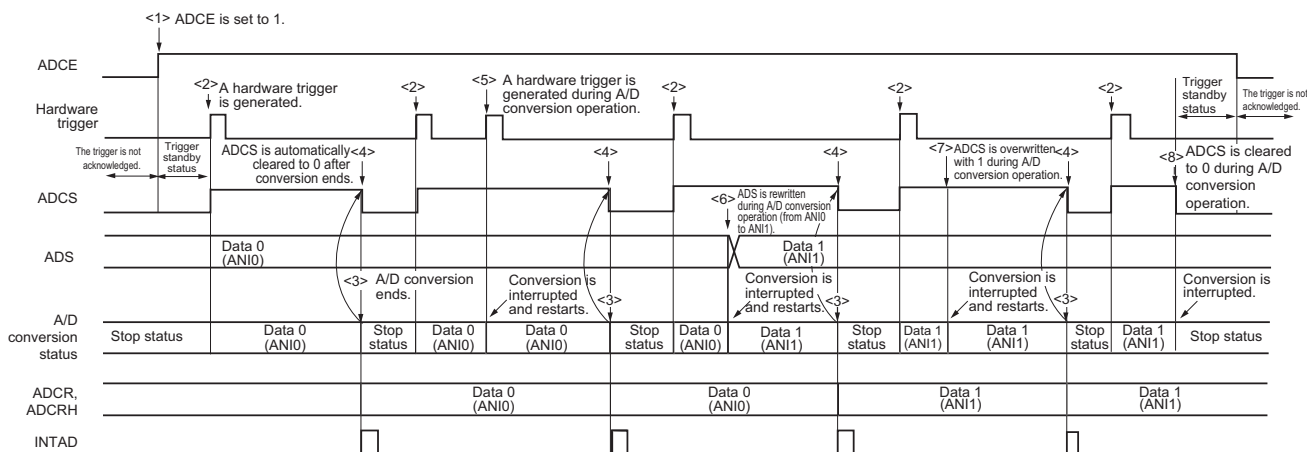 <1> ADCE is set to 1.
ADCE
<2> A hardware trigger
is generated.
<2>
<5> A hardware trigger is
generated during A/D
conversion operation.
<2>
<2>
<2>
Trigger
standby
status
The trigger is not
acknowledged.
Hardware
trigger
The trigger is not
acknowledged.
Trigger
standby
status
ADCS is automatically
cleared to 0 after
conversion ends.
<4>
<4>
<4>
<7> ADCS is overwritten
with 1 during A/D
conversion operation.
<4>
<8> ADCS is cleared
to 0 during A/D
conversion
operation.
ADCS
<6> ADS is rewritten
during A/D conversion
operation (from ANI0
to ANI1).
ADS
Data 0
(ANI0)
Data 1
(ANI1)
<3> A/D conversion
ends.
Conversion is
interrupted
and restarts.
<3>
Conversion is
interrupted
and restarts.
<3>
Conversion is
interrupted
and restarts.
<3>
Conversion is
interrupted.
A/D
conversion
status
Stop status
Data 0
(ANI0)
Stop
status
Data 0
(ANI0)
Data 0
(ANI0)
Stop
status
Data 0
(ANI0)
Data 1
(ANI1)
Stop
status
Data 1
(ANI1)
Data 1
(ANI1)
Stop
status
Data 1
(ANI1)
Stop status
ADCR,
ADCRH
Data 0
(ANI0)
Data 0
(ANI0)
Data 1
(ANI1)
Data 1
(ANI1)
INTAD